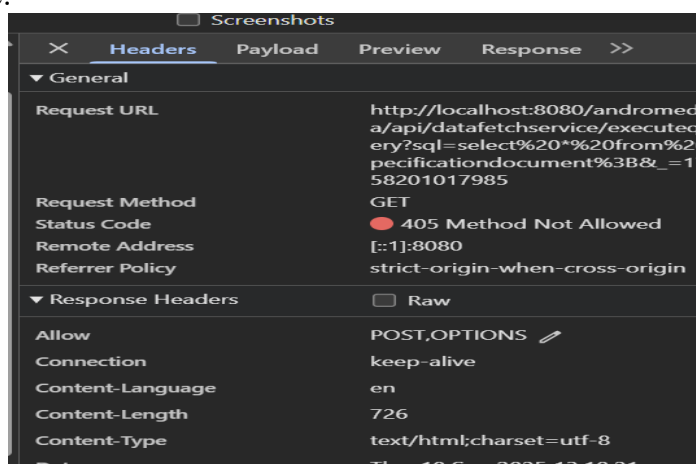 Screenshots
Headers Payload Preview Response >>
General
Request URL http://localhost:8080/andromed
a/api/datafetchservice/executeq
ery?sql=select%20*%20from%2
pecificationdocument%3B&_=1
58201017985
Request Method GET
Status Code 405 Method Not Allowed
Remote Address [::1]:8080
Referrer Policy strict-origin-when-cross-origin
Response Headers Raw
Allow POST,OPTIONS
Connection keep-alive
Content-Language en
Content-Length 726
Content-Type text/html;charset=utf-8